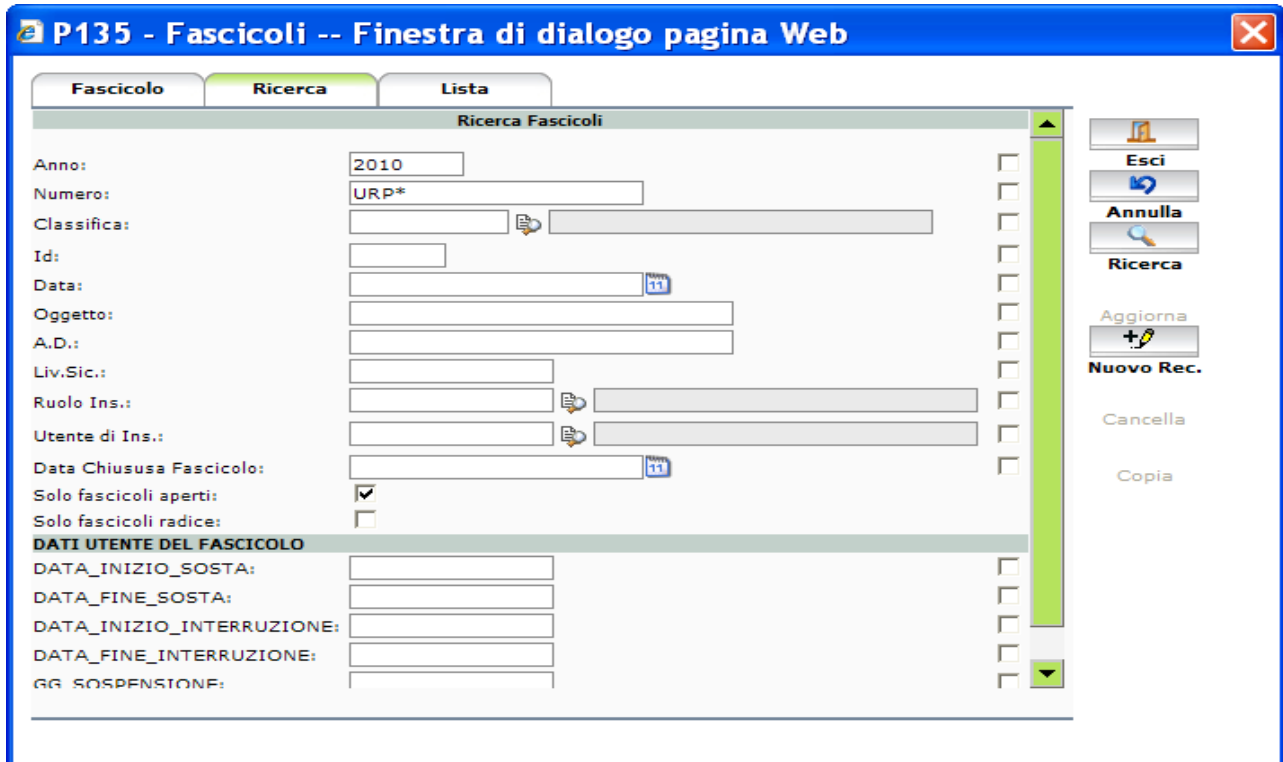 P135 - Fascicoli -- Finestra di dialogo pagina Web
Fascicolo Ricerca Lista
Ricerca Fascicoli
Anno: 2010
Numero: URP*
Classifica:
Id:
Data: 11
Oggetto:
A.D.:
Liv.Sic.:
Ruolo Ins.:
Utente di Ins.:
Data Chiususa Fascicolo: 11
Solo fascicoli aperti:
Solo fascicoli radice:
DATI UTENTE DEL FASCICOLO
DATA_INIZIO_SOSTA:
DATA_FINE_SOSTA:
DATA_INIZIO_INTERRUZIONE:
DATA_FINE_INTERRUZIONE:
GG_SOSPENSIONE:
Esci
Annulla
Ricerca
Aggiorna
Nuovo Rec.
Cancella
Copia